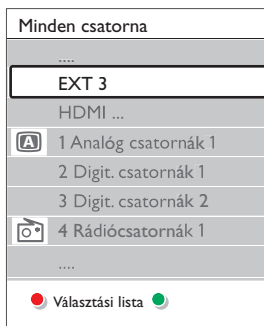 Minden csatorna
....
EXT 3
HDMI ...
A 1 Analóg csatornák 1
2 Digit. csatornák 1
3 Digit. csatornák 2
4 Rádiócsatornák 1
....
Választási lista